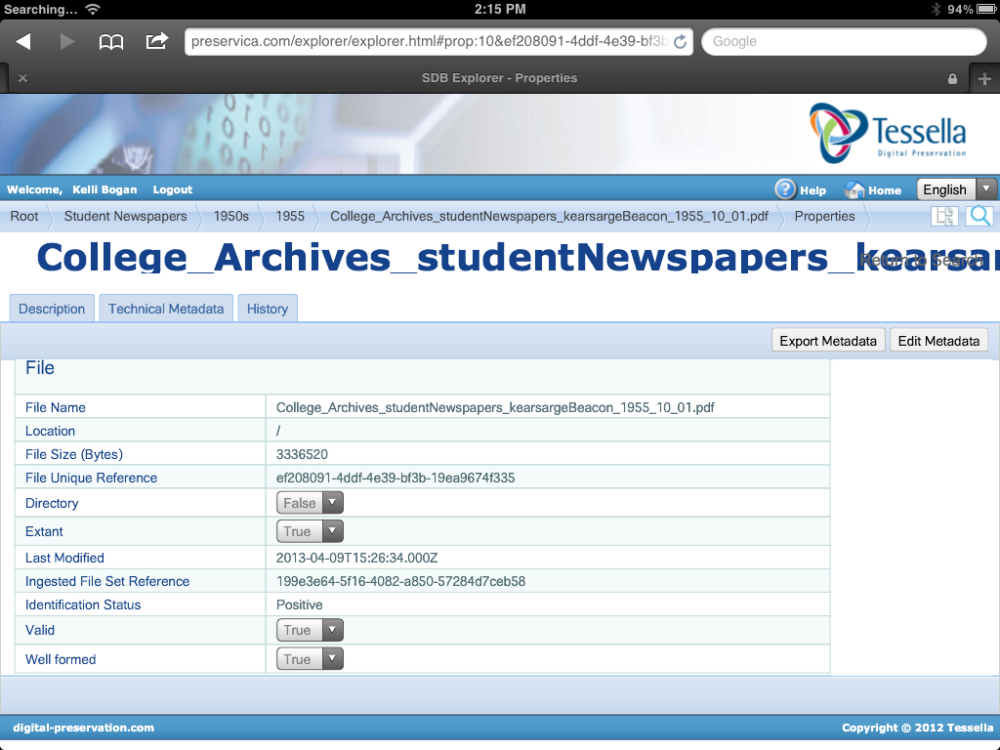 Searching... 2:15 PM 94%
preservica.com/explorer/explorer.html#prop:10&ef208091-4ddf-4e39-bf3b Google
SDB Explorer - Properties
Tessella
Digital Preservation
Welcome, Kelli Bogan Logout Help Home English
Root Student Newspapers 1950s 1955 College_Archives_studentNewspapers_kearsargeBeacon_1955_10_01.pdf Properties
College_Archives_studentNewspapers_kearsar
Return to Search
Description Technical Metadata History
Export Metadata Edit Metadata
File
File Name College_Archives_studentNewspapers_kearsargeBeacon_1955_10_01.pdf
Location /
File Size (Bytes) 3336520
File Unique Reference ef208091-4ddf-4e39-bf3b-19ea9674f335
Directory False
Extant True
Last Modified 2013-04-09T15:26:34.000Z
Ingested File Set Reference 199e3e64-5f16-4082-a850-57284d7ceb58
Identification Status Positive
Valid True
Well formed True
digital-preservation.com Copyright © 2012 Tessella